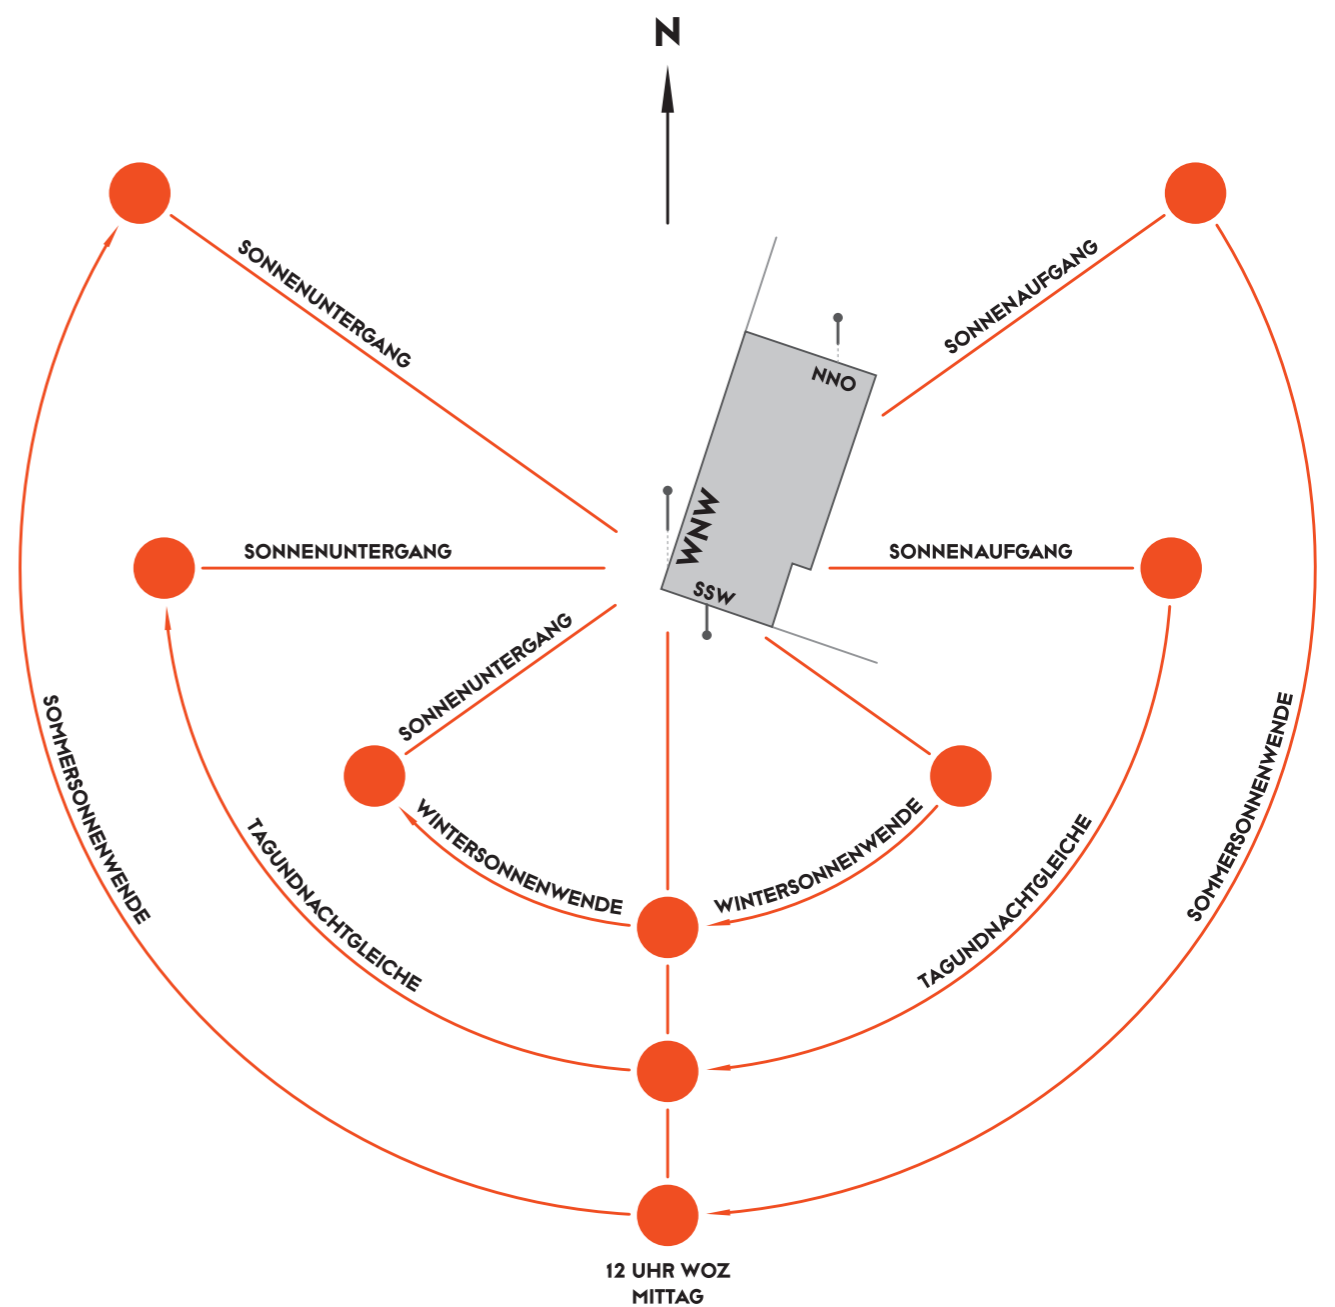 N
SONNENUNTERGANG
SONNENAUFGANG
NNO
WNW
SONNENUNTERGANG
SONNENAUFGANG
SSW
SONNENUNTERGANG
SOMMERSONNENWENDE
SOMMERSONNENWENDE
WINTERSONNENWENDE
WINTERSONNENWENDE
TAGUNDNACHTGLEICHE
TAGUNDNACHTGLEICHE
12 UHR WOZ
MITTAG